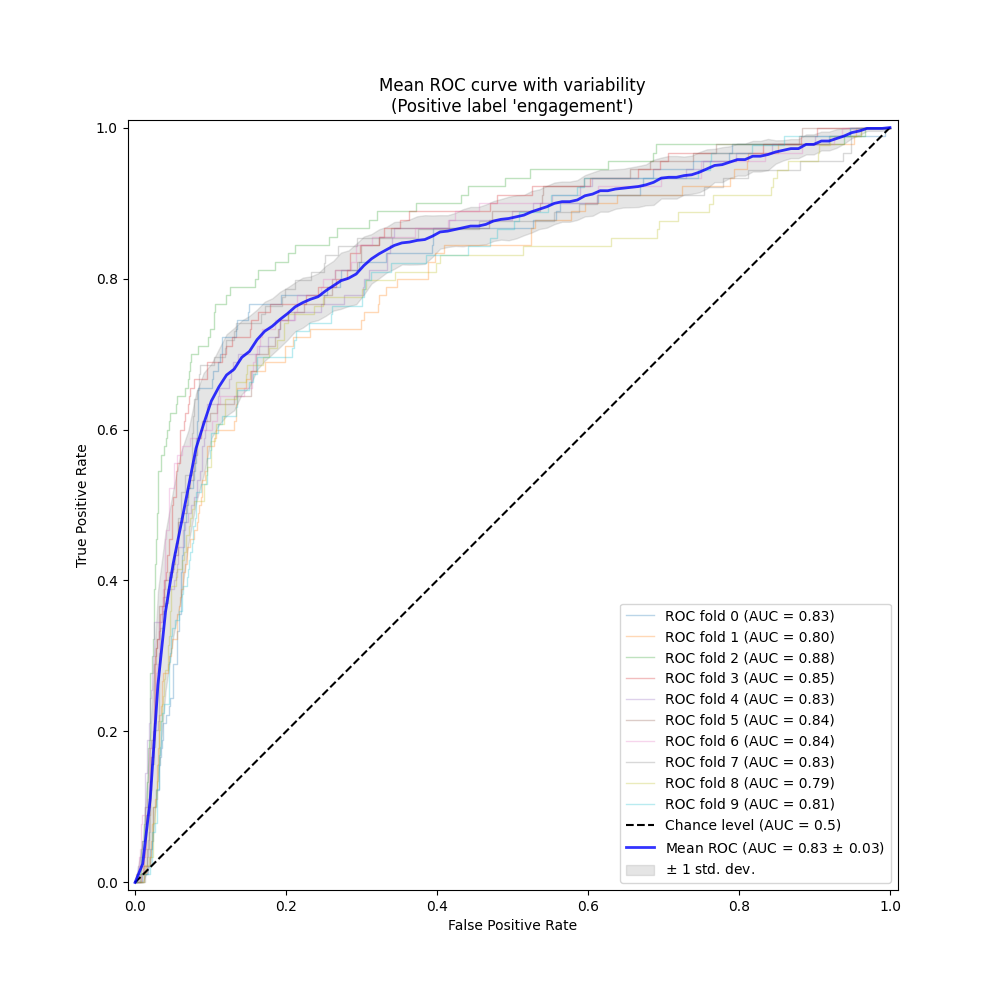 Mean ROC curve with variability
(Positive label 'engagement')
True Positive Rate
1.0
0.8
0.6
0.4
0.2
0.0
0.0
0.2
0.4
0.6
0.8
1.0
False Positive Rate
ROC fold 0 (AUC = 0.83)
ROC fold 1 (AUC = 0.80)
ROC fold 2 (AUC = 0.88)
ROC fold 3 (AUC = 0.85)
ROC fold 4 (AUC = 0.83)
ROC fold 5 (AUC = 0.84)
ROC fold 6 (AUC = 0.84)
ROC fold 7 (AUC = 0.83)
ROC fold 8 (AUC = 0.79)
ROC fold 9 (AUC = 0.81)
Chance level (AUC = 0.5)
Mean ROC (AUC = 0.83 ± 0.03)
± 1 std. dev.